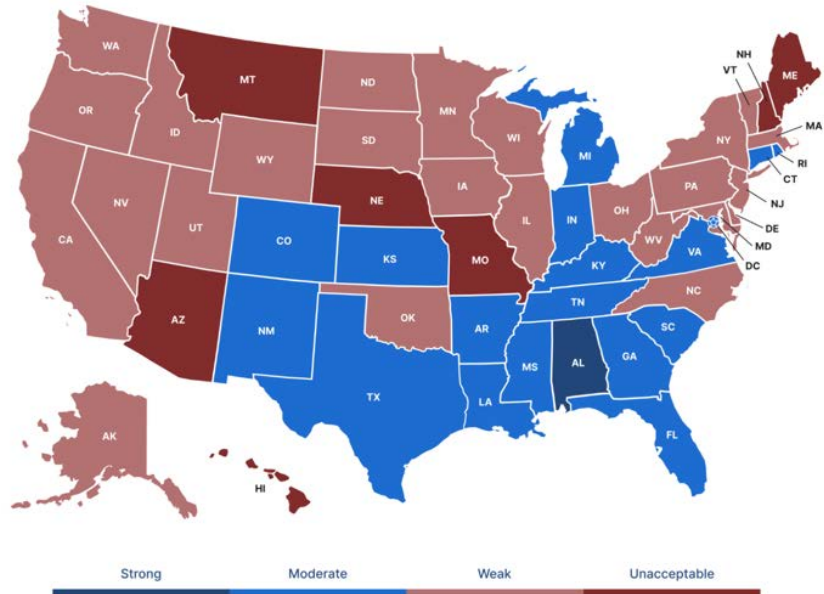 WA
MT
ND
MN
OR
ID
SD
WI
WY
NV
UT
CA
NE
IA
IL
OH
PA
NY
VT
NH
ME
MA
RI
CT
NJ
DE
MD
DC
MI
IN
WV
VA
CO
KS
MO
KY
TN
NC
AZ
NM
OK
AR
SC
TX
LA
MS
AL
GA
FL
AK
HI
Strong Moderate Weak Unacceptable